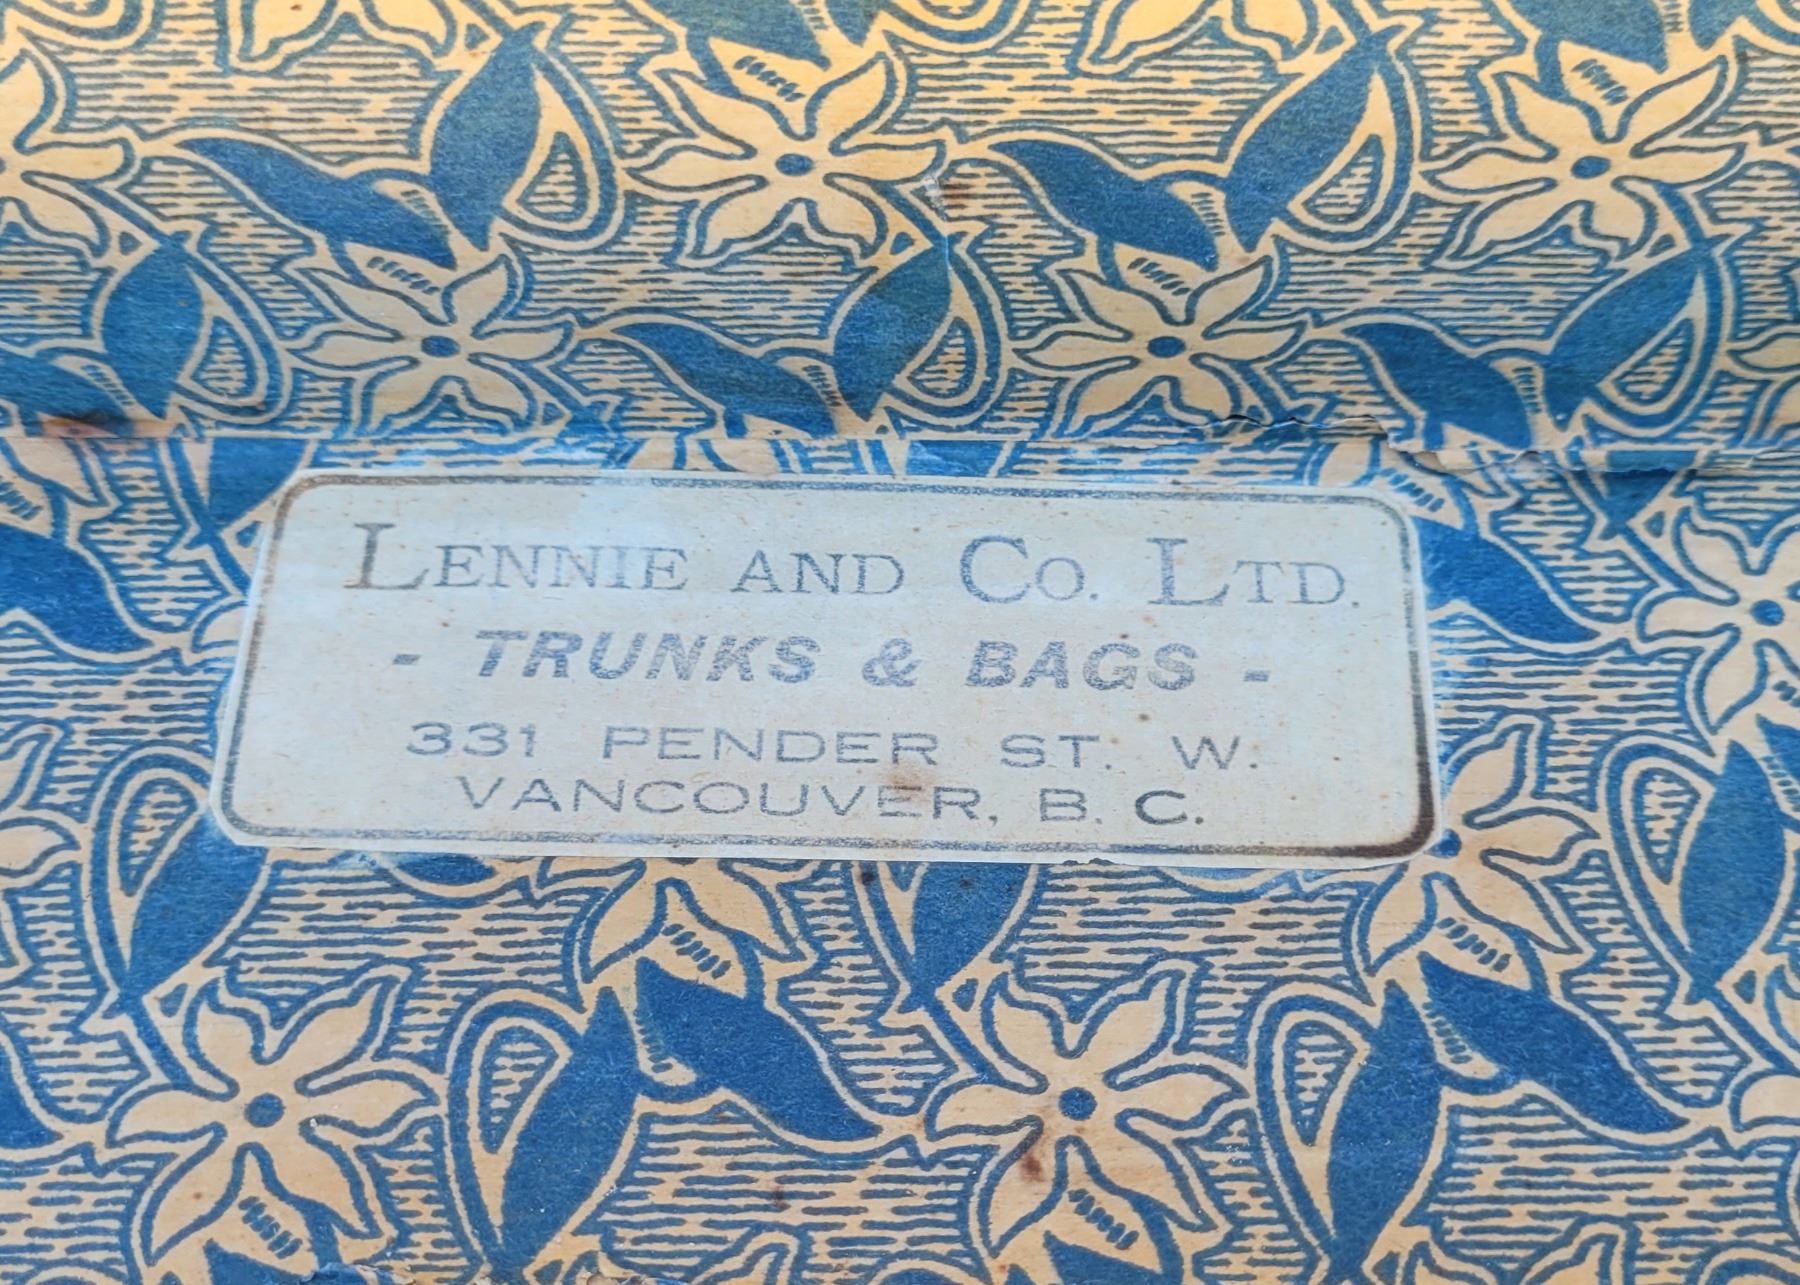 LENNIE AND CO. LTD.
- TRUNKS & BAGS -
331 PENDER ST. W.
VANCOUVER, B. C.